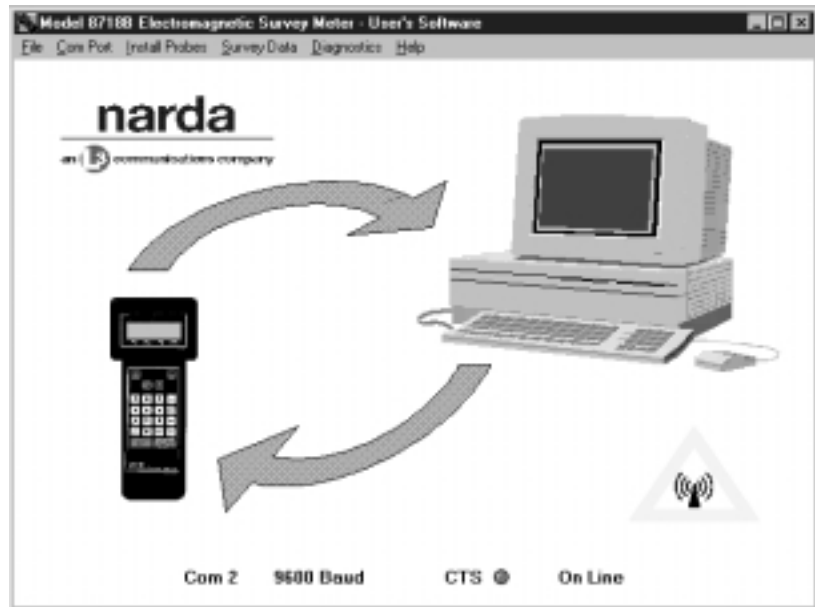 Model 8718B Electromagnetic Survey Meter - User's Software
File Com Port Install Probes Survey Data Diagnostics Help
narda
an L3 communications company
Com 2 9600 Baud CTS On Line